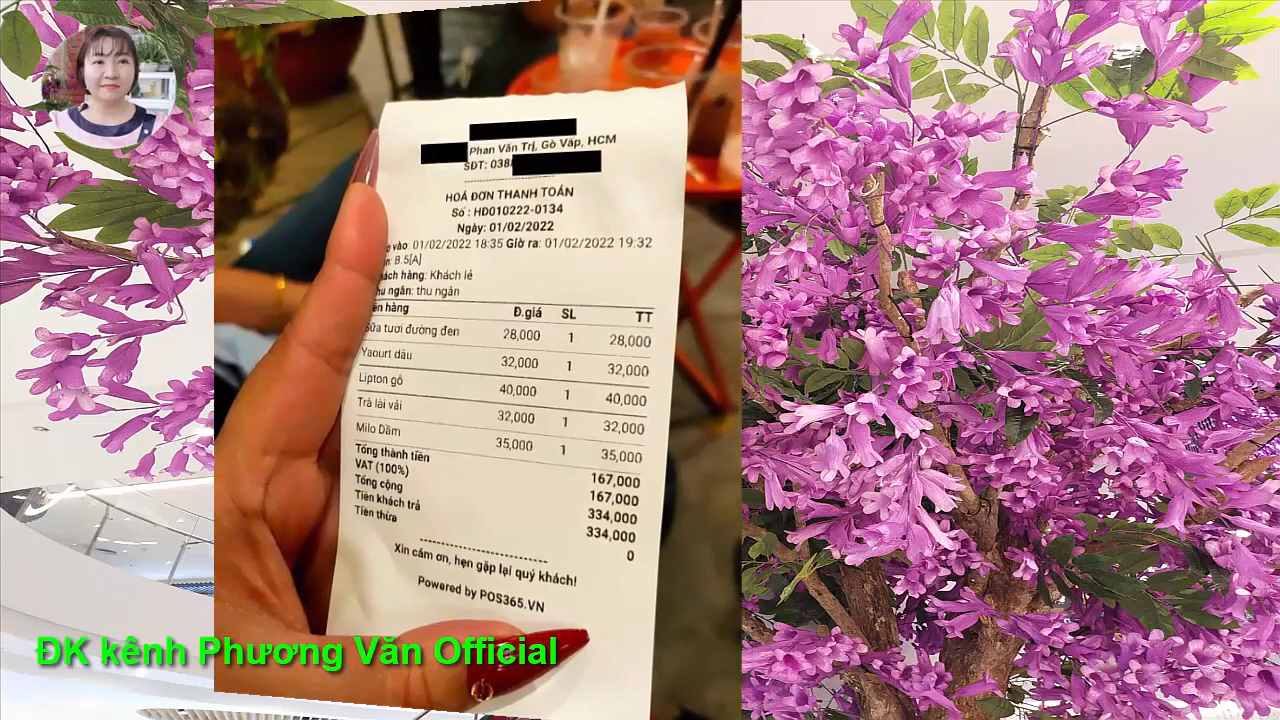 Phan Văn Trị, Gò Vấp, HCM
SĐT: 038
HOÁ ĐƠN THANH TOÁN
Số : HD010222-0134
Ngày: 01/02/2022
vào: 01/02/2022 18:35 Giờ ra: 01/02/2022 19:32
B.5[A]
hách hàng: Khách lẻ
hu ngân: thu ngân
ên hàng Đ.giá SL TT
Sữa tươi đường đen 28,000 1 28,000
Yaourt dâu 32,000 1 32,000
Lipton gỗ 40,000 1 40,000
Trà lài vải 32,000 1 32,000
Milo Dầm 35,000 1 35,000
Tổng thành tiền 167,000
VAT (100%) 167,000
Tổng cộng 334,000
Tiền khách trả 334,000
Tiền thừa 0
Xin cám ơn, hẹn gặp lại quý khách!
Powered by POS365.VN
ĐK kênh Phương Văn Official